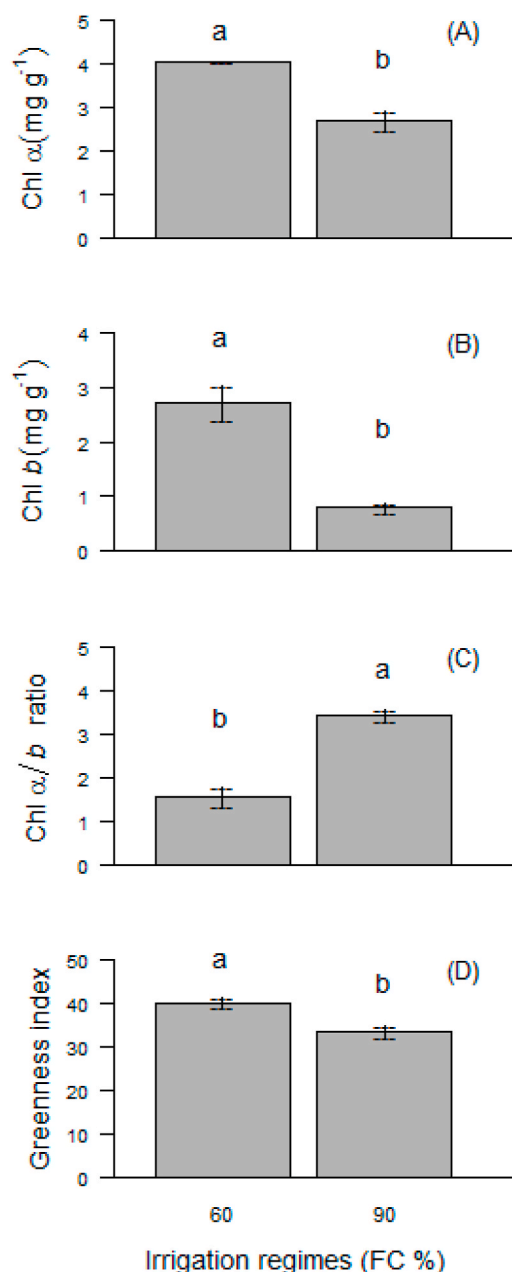 (A)
a
b
5
4
3
2
1
0
Chl α(mg g⁻¹)
(B)
a
b
4
3
2
1
0
Chl b(mg g⁻¹)
(C)
b
a
5
4
3
2
1
0
Chl α/b ratio
(D)
a
b
50
40
30
20
10
0
Greenness index
60 90
Irrigation regimes (FC %)